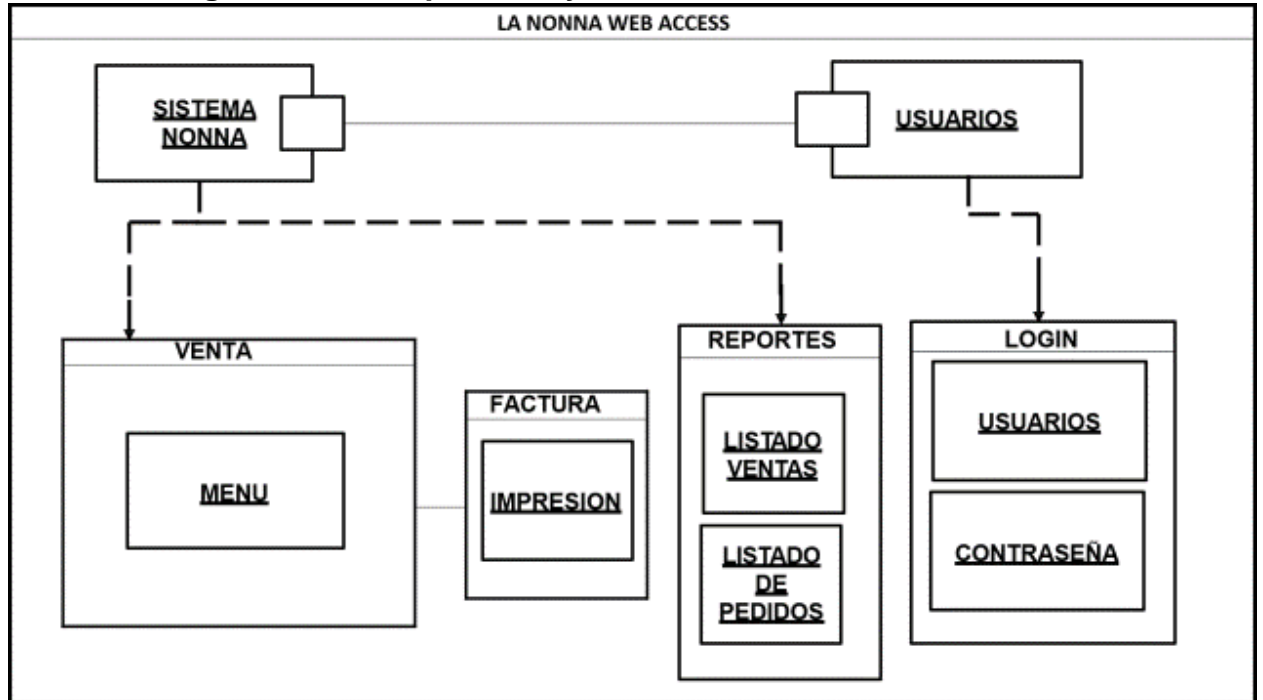 LA NONNA WEB ACCESS
SISTEMA
NONNA
USUARIOS
VENTA
MENU
FACTURA
IMPRESION
REPORTES
LISTADO
VENTAS
LISTADO
DE
PEDIDOS
LOGIN
USUARIOS
CONTRASEÑA